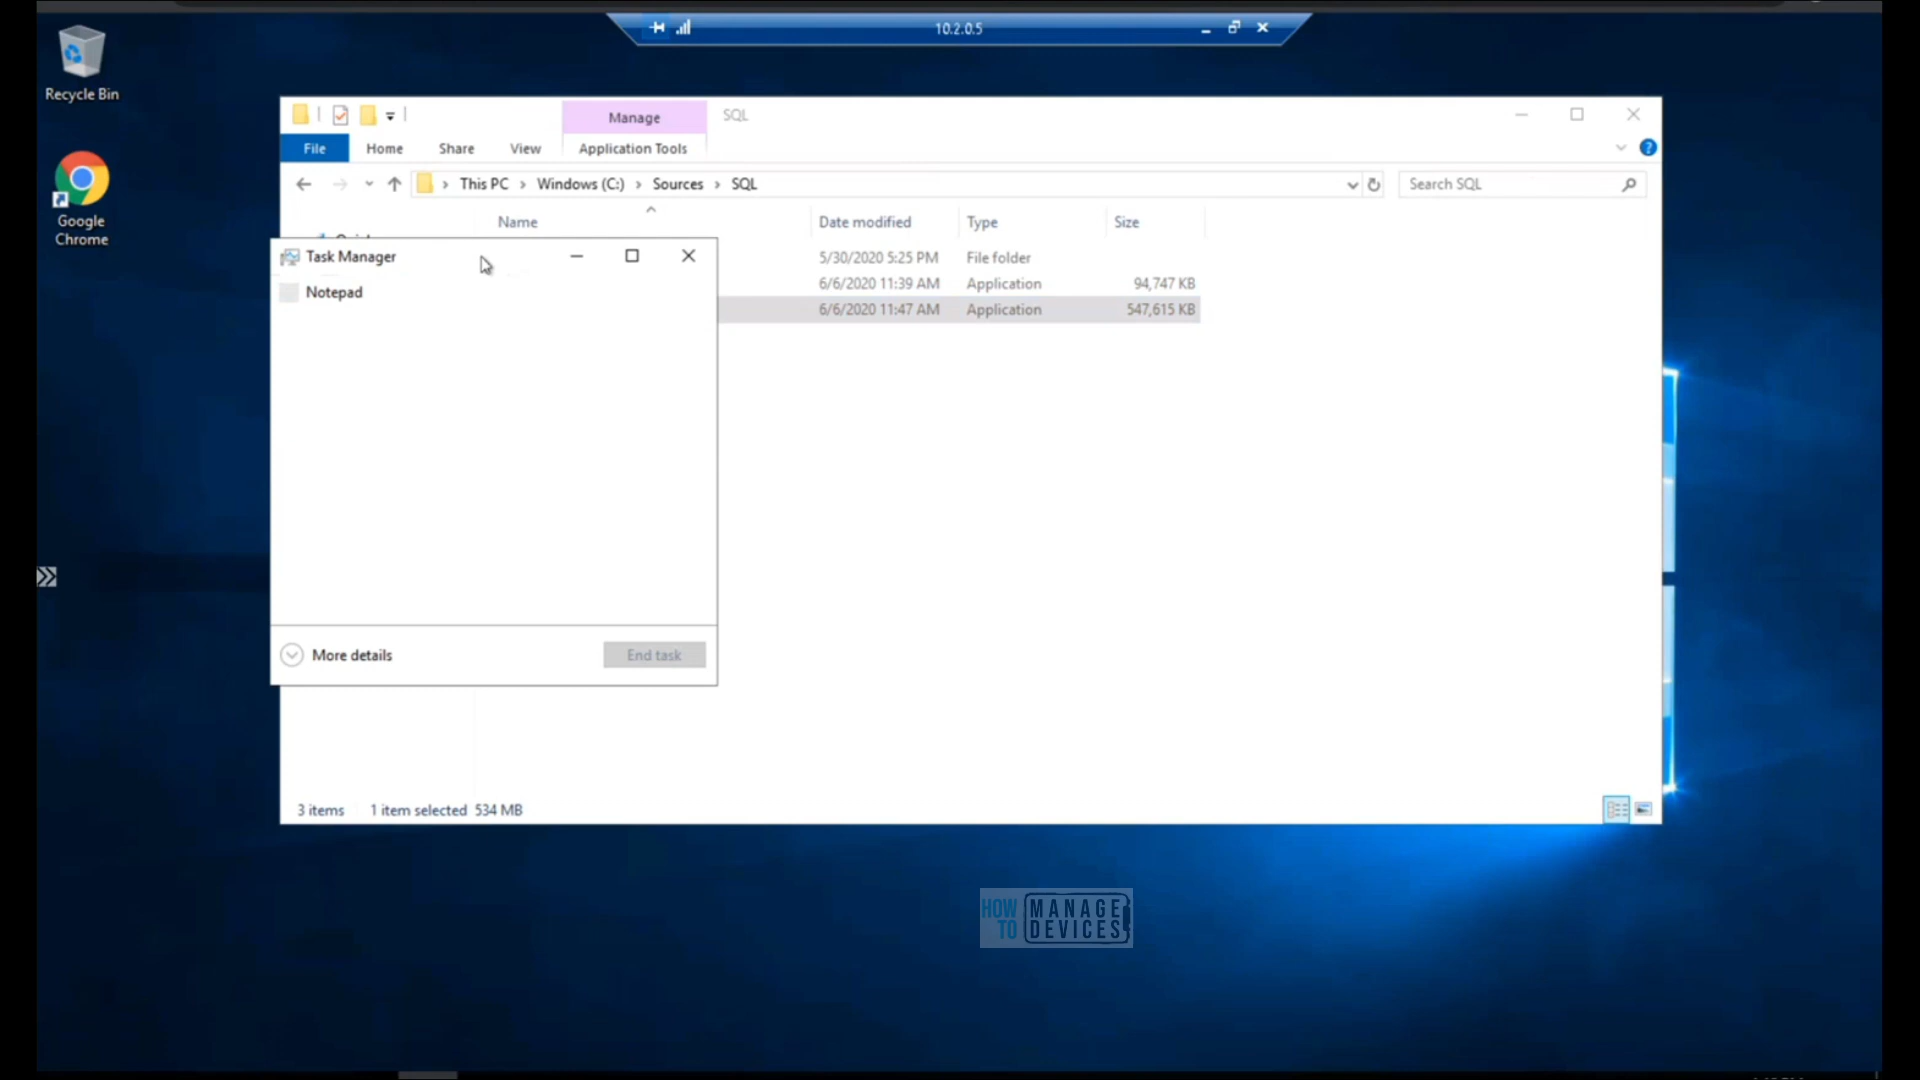 10.2.0.5
Recycle Bin
Google
Chrome
Manage
SQL
File
Home
Share
View
Application Tools
This PC > Windows (C:) > Sources > SQL
Search SQL
Name
Date modified
Type
Size
5/30/2020 5:25 PM
File folder
6/6/2020 11:39 AM
Application
94,747 KB
6/6/2020 11:47 AM
Application
547,615 KB
Task Manager
Notepad
More details
End task
3 items
1 item selected 534 MB
HOW TO
MANAGE
DEVICES